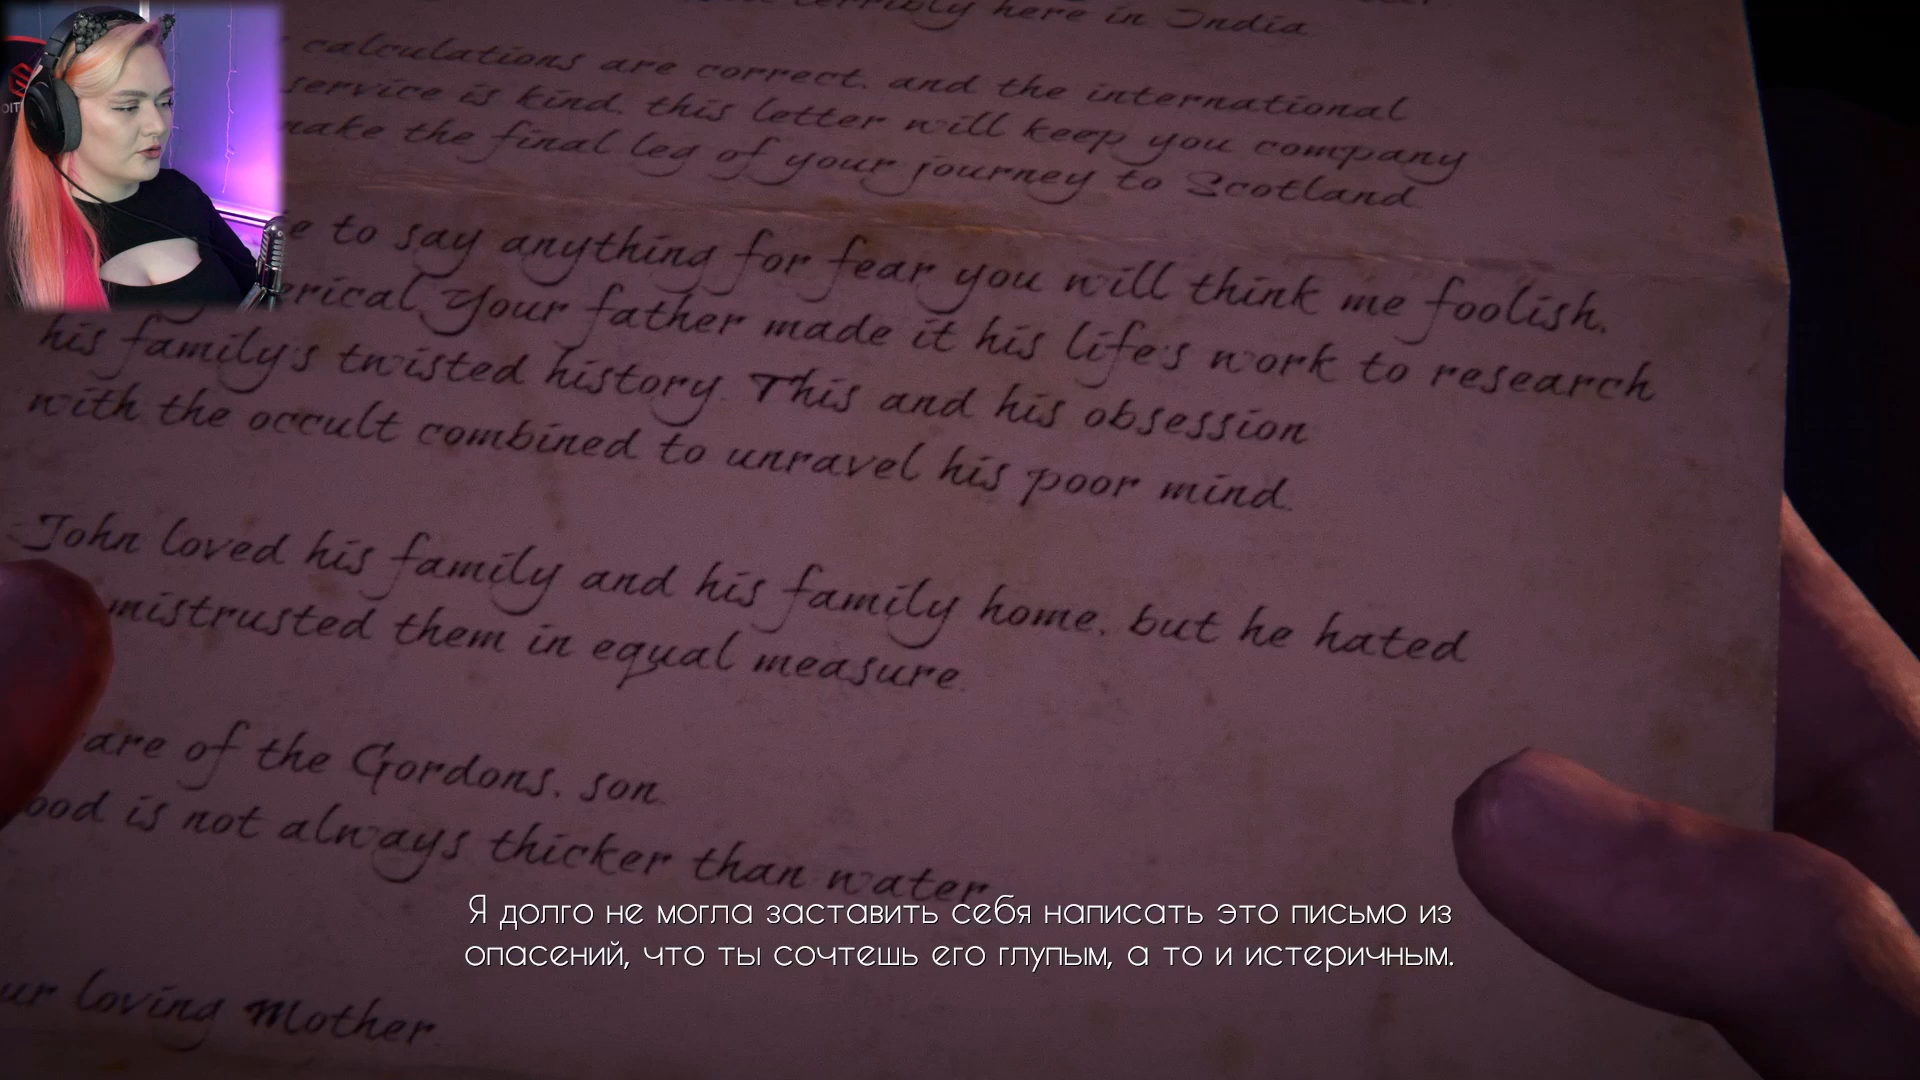 terribly here in India
calculations are correct. and the international
service is kind. this letter will keep you company
make the final leg of your journey to Scotland.
to say anything for fear you will think me foolish.
Your father made it his life's work to research
his family's twisted history. This and his obsession
with the occult combined to unravel his poor mind.
John loved his family and his family home. but he hated
mistrusted them in equal measure.
are of the Gordons. son.
ood is not always thicker than water
ur loving Mother
Я долго не могла заставить себя написать это письмо из
опасений, что ты сочтешь его глупым, а то и истеричным.